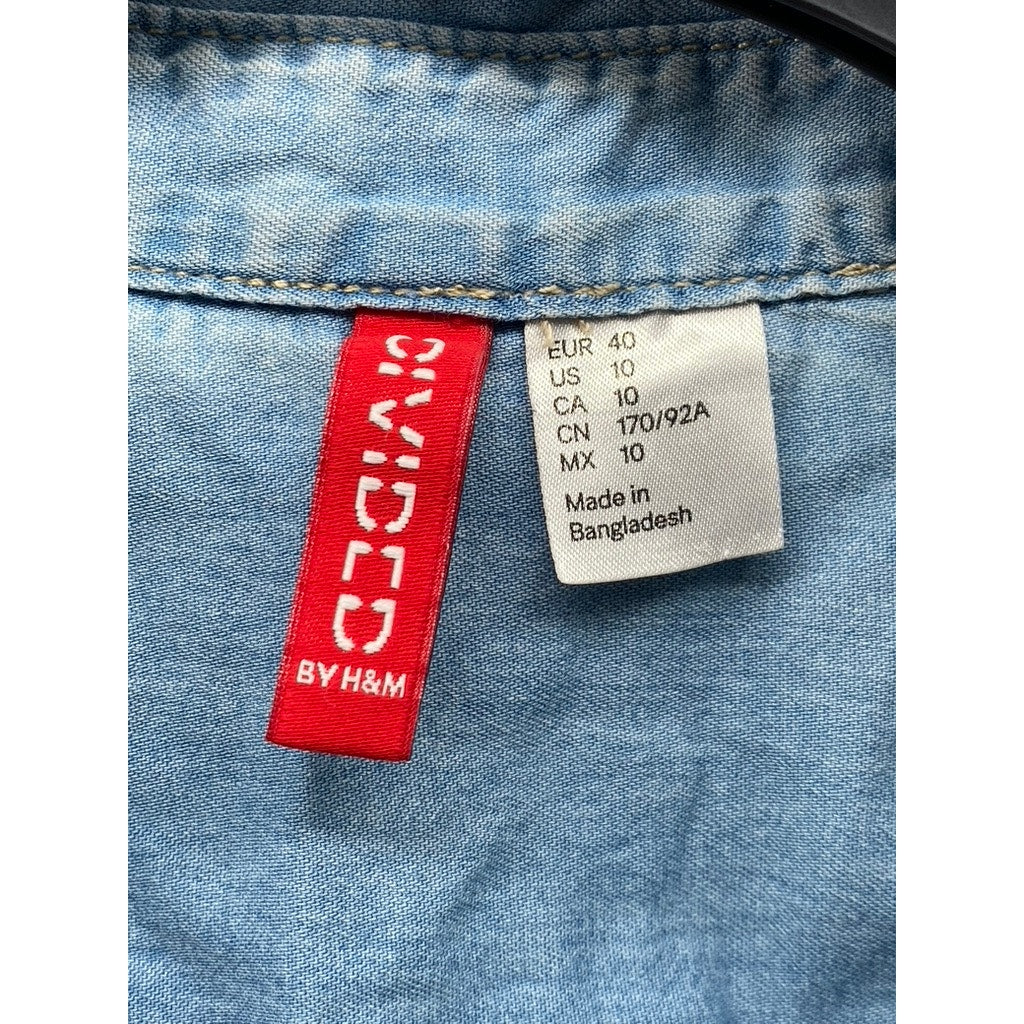 DIVIDED
BY H&M
EUR 40
US 10
CA 10
CN 170/92A
MX 10
Made in
Bangladesh